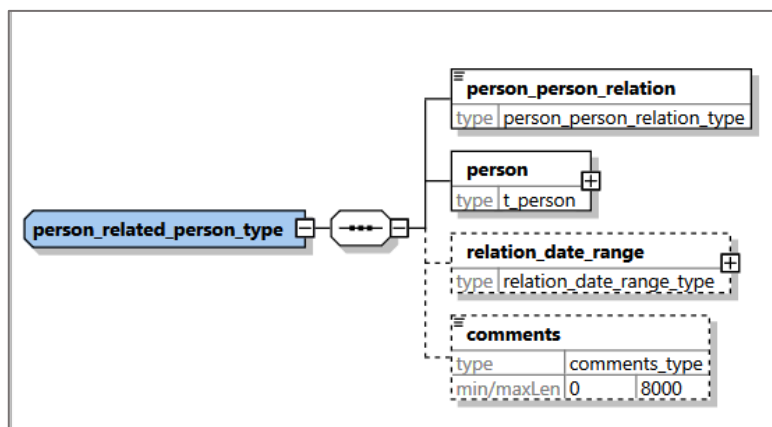 person_related_person_type
person_person_relation
type person_person_relation_type
person
type t_person
relation_date_range
type relation_date_range_type
comments
type comments_type
min/maxLen 0 8000